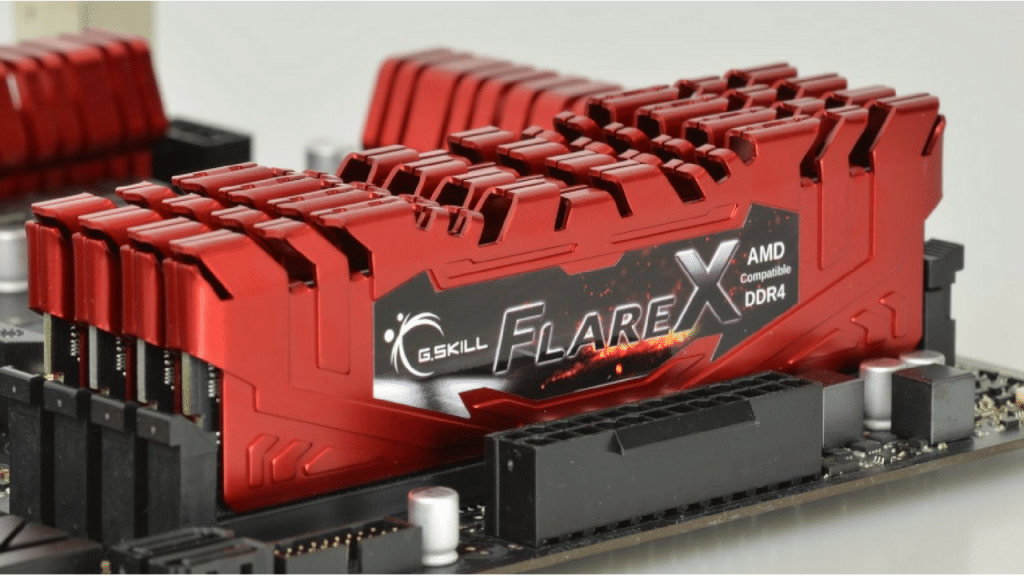 G.SKILL
FLARE X
AMD
Compatible
DDR4